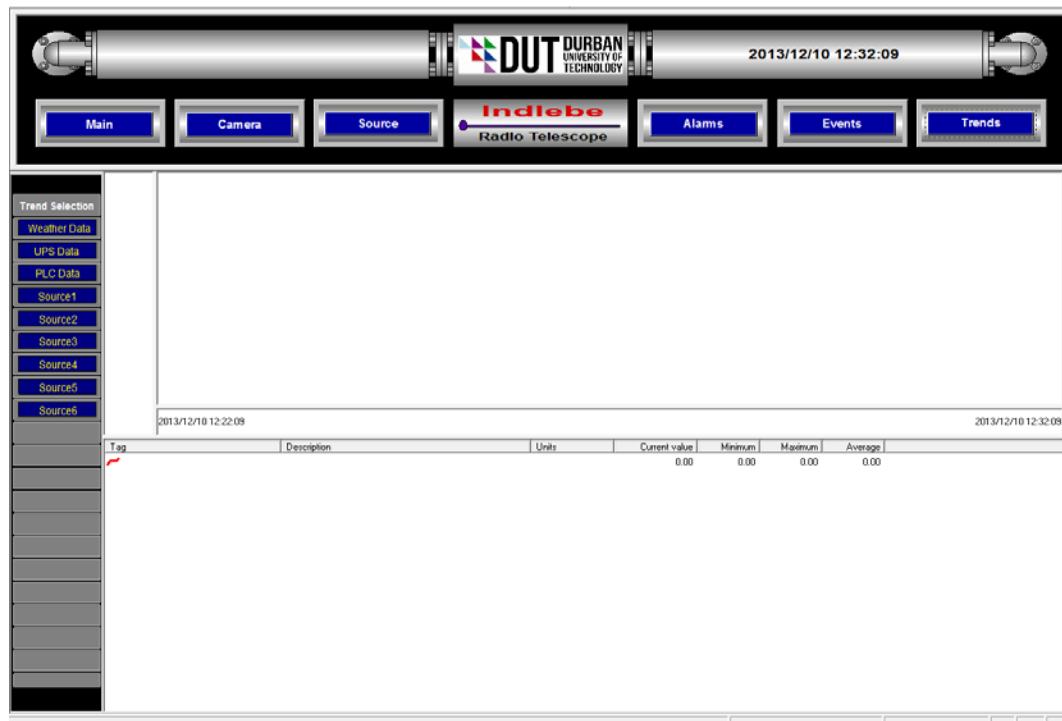 DUT DURBAN
UNIVERSITY OF
TECHNOLOGY
2013/12/10 12:32:09
Main
Camera
Source
Indlebe
Radio Telescope
Alarms
Events
Trends
Trend Selection
Weather Data
UPS Data
PLC Data
Source1
Source2
Source3
Source4
Source5
Source6
2013/12/10 12:22:09 2013/12/10 12:32:09
Tag Description Units Current value Minimum Maximum Average
0.00 0.00 0.00 0.00